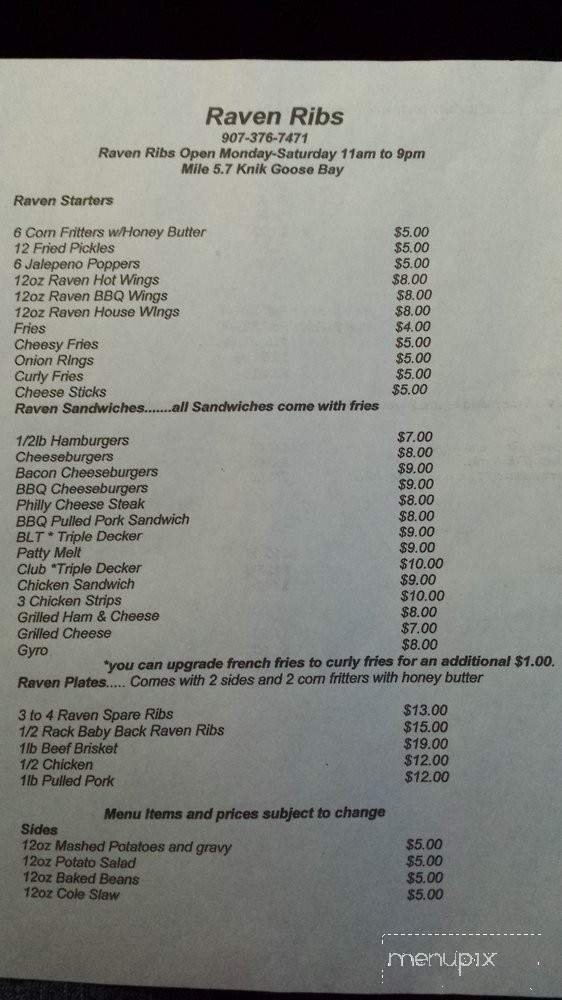 Raven Ribs
907-376-7471
Raven Ribs Open Monday-Saturday 11am to 9pm
Mile 5.7 Knik Goose Bay
Raven Starters
6 Corn Fritters w/Honey Butter $5.00
12 Fried Pickles $5.00
6 Jalepeno Poppers $5.00
12oz Raven Hot Wings $8.00
12oz Raven BBQ Wings $8.00
12oz Raven House WIngs $8.00
Fries $4.00
Cheesy Fries $5.00
Onion RIngs $5.00
Curly Fries $5.00
Cheese Sticks $5.00
Raven Sandwiches.......all Sandwiches come with fries
1/2lb Hamburgers $7.00
Cheeseburgers $8.00
Bacon Cheeseburgers $9.00
BBQ Cheeseburgers $9.00
Philly Cheese Steak $8.00
BBQ Pulled Pork Sandwich $8.00
BLT * Triple Decker $9.00
Patty Melt $9.00
Club *Triple Decker $10.00
Chicken Sandwich $9.00
3 Chicken Strips $10.00
Grilled Ham & Cheese $8.00
Grilled Cheese $7.00
Gyro $8.00
*you can upgrade french fries to curly fries for an additional $1.00.
Raven Plates..... Comes with 2 sides and 2 corn fritters with honey butter
3 to 4 Raven Spare Ribs $13.00
1/2 Rack Baby Back Raven Ribs $15.00
1lb Beef Brisket $19.00
1/2 Chicken $12.00
1lb Pulled Pork $12.00
Menu Items and prices subject to change
Sides
12oz Mashed Potatoes and gravy $5.00
12oz Potato Salad $5.00
12oz Baked Beans $5.00
12oz Cole Slaw $5.00
menupix